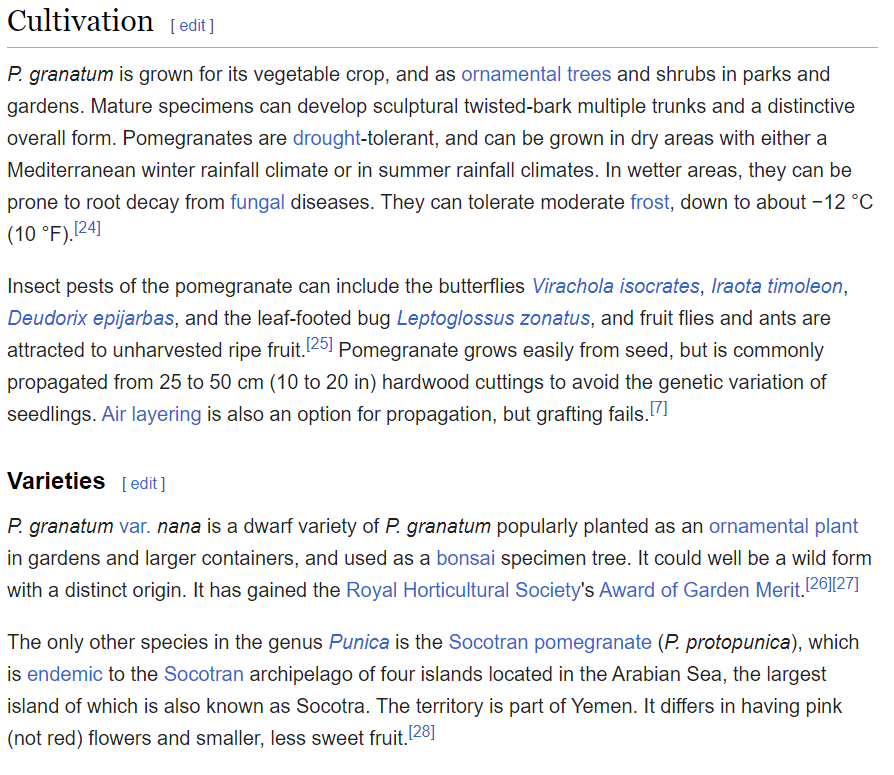 Cultivation [ edit ]
P. granatum is grown for its vegetable crop, and as ornamental trees and shrubs in parks and
gardens. Mature specimens can develop sculptural twisted-bark multiple trunks and a distinctive
overall form. Pomegranates are drought-tolerant, and can be grown in dry areas with either a
Mediterranean winter rainfall climate or in summer rainfall climates. In wetter areas, they can be
prone to root decay from fungal diseases. They can tolerate moderate frost, down to about −12 °C
(10 °F).[24]
Insect pests of the pomegranate can include the butterflies Virachola isocrates, Iraota timoleon,
Deudorix epijarbas, and the leaf-footed bug Leptoglossus zonatus, and fruit flies and ants are
attracted to unharvested ripe fruit.[25] Pomegranate grows easily from seed, but is commonly
propagated from 25 to 50 cm (10 to 20 in) hardwood cuttings to avoid the genetic variation of
seedlings. Air layering is also an option for propagation, but grafting fails.[7]
Varieties [ edit ]
P. granatum var. nana is a dwarf variety of P. granatum popularly planted as an ornamental plant
in gardens and larger containers, and used as a bonsai specimen tree. It could well be a wild form
with a distinct origin. It has gained the Royal Horticultural Society's Award of Garden Merit.[26][27]
The only other species in the genus Punica is the Socotran pomegranate (P. protopunica), which
is endemic to the Socotran archipelago of four islands located in the Arabian Sea, the largest
island of which is also known as Socotra. The territory is part of Yemen. It differs in having pink
(not red) flowers and smaller, less sweet fruit.[28]